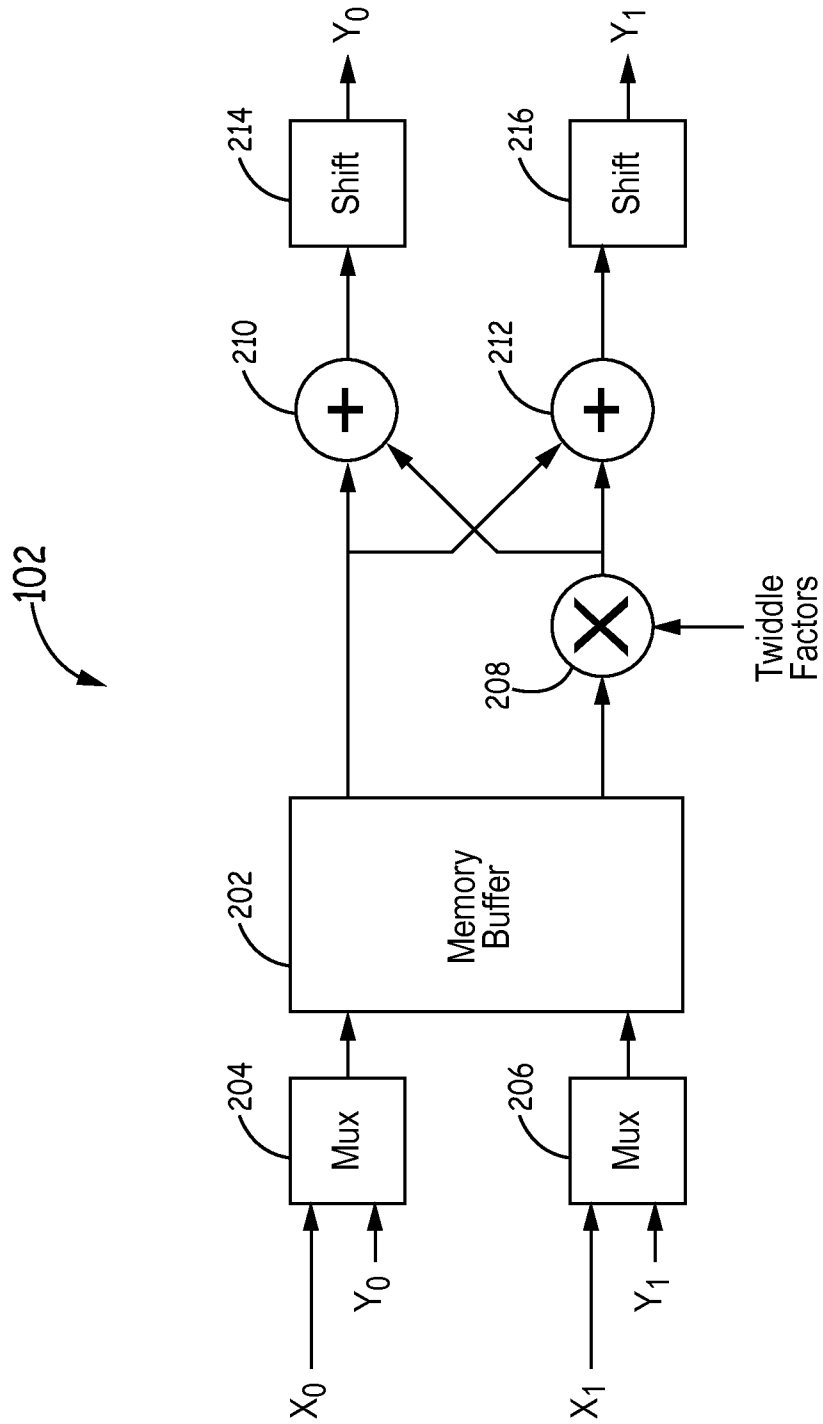 102
X0
Y0
Mux
204
X1
Y1
Mux
206
Memory
Buffer
202
208
Twiddle
Factors
+
210
+
212
Shift
214
Shift
216
Y0
Y1